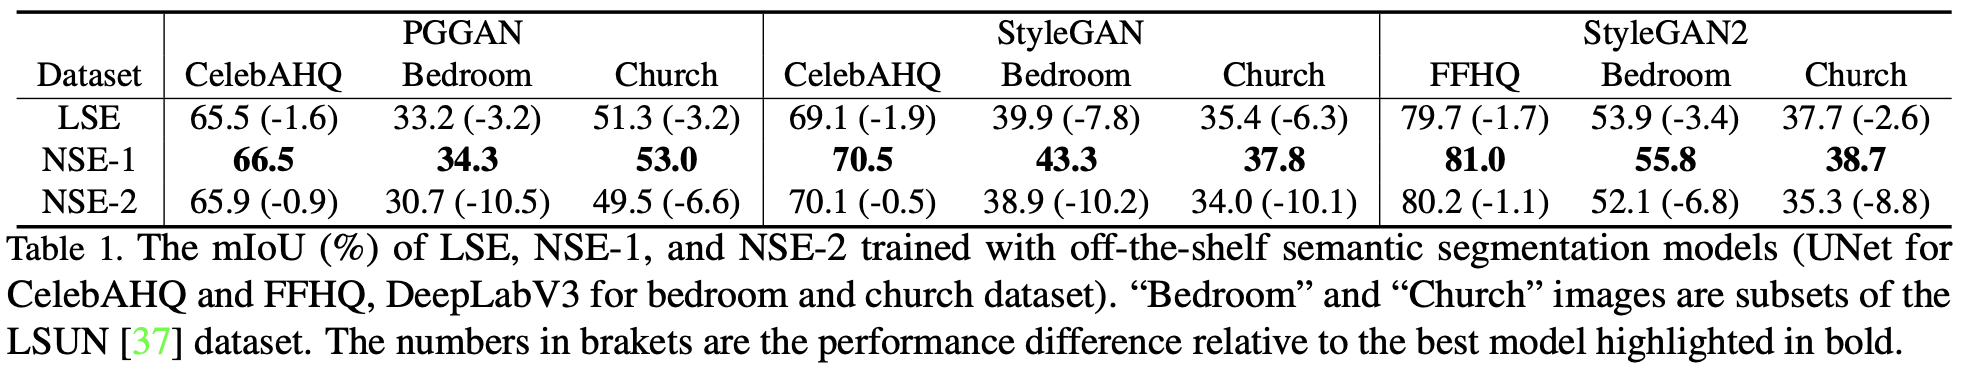 PGGAN StyleGAN StyleGAN2
Dataset CelebAHQ Bedroom Church CelebAHQ Bedroom Church FFHQ Bedroom Church
LSE 65.5 (-1.6) 33.2 (-3.2) 51.3 (-3.2) 69.1 (-1.9) 39.9 (-7.8) 35.4 (-6.3) 79.7 (-1.7) 53.9 (-3.4) 37.7 (-2.6)
NSE-1 66.5 34.3 53.0 70.5 43.3 37.8 81.0 55.8 38.7
NSE-2 65.9 (-0.9) 30.7 (-10.5) 49.5 (-6.6) 70.1 (-0.5) 38.9 (-10.2) 34.0 (-10.1) 80.2 (-1.1) 52.1 (-6.8) 35.3 (-8.8)
Table 1. The mIoU (%) of LSE, NSE-1, and NSE-2 trained with off-the-shelf semantic segmentation models (UNet for
CelebAHQ and FFHQ, DeepLabV3 for bedroom and church dataset). “Bedroom” and “Church” images are subsets of the
LSUN [37] dataset. The numbers in brakets are the performance difference relative to the best model highlighted in bold.